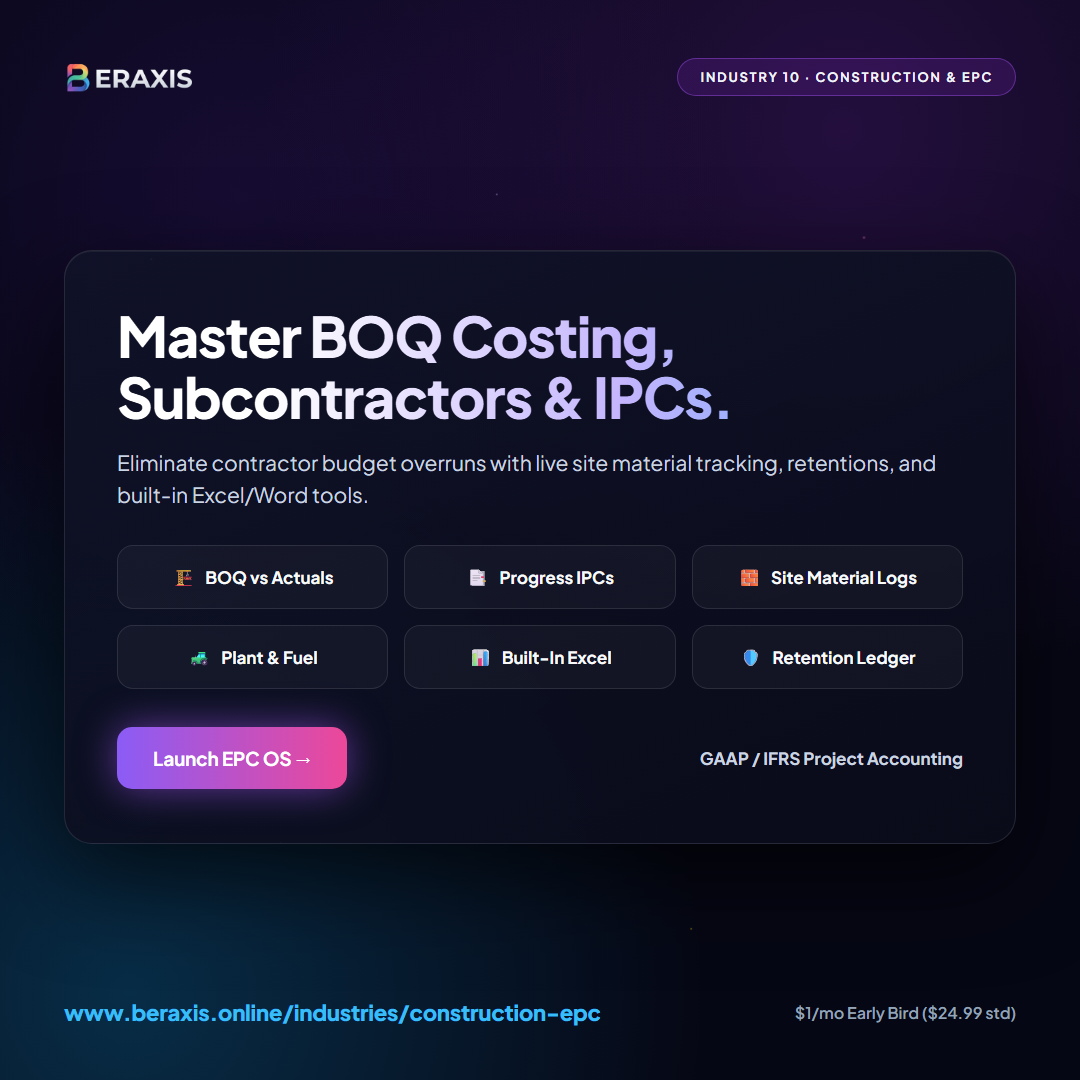 BERAXIS
INDUSTRY 10 · CONSTRUCTION & EPC
Master BOQ Costing,
Subcontractors & IPCs.
Eliminate contractor budget overruns with live site material tracking, retentions, and
built-in Excel/Word tools.
BOQ vs Actuals
Progress IPCs
Site Material Logs
Plant & Fuel
Built-In Excel
Retention Ledger
Launch EPC OS →
GAAP / IFRS Project Accounting
www.beraxis.online/industries/construction-epc
$1/mo Early Bird ($24.99 std)